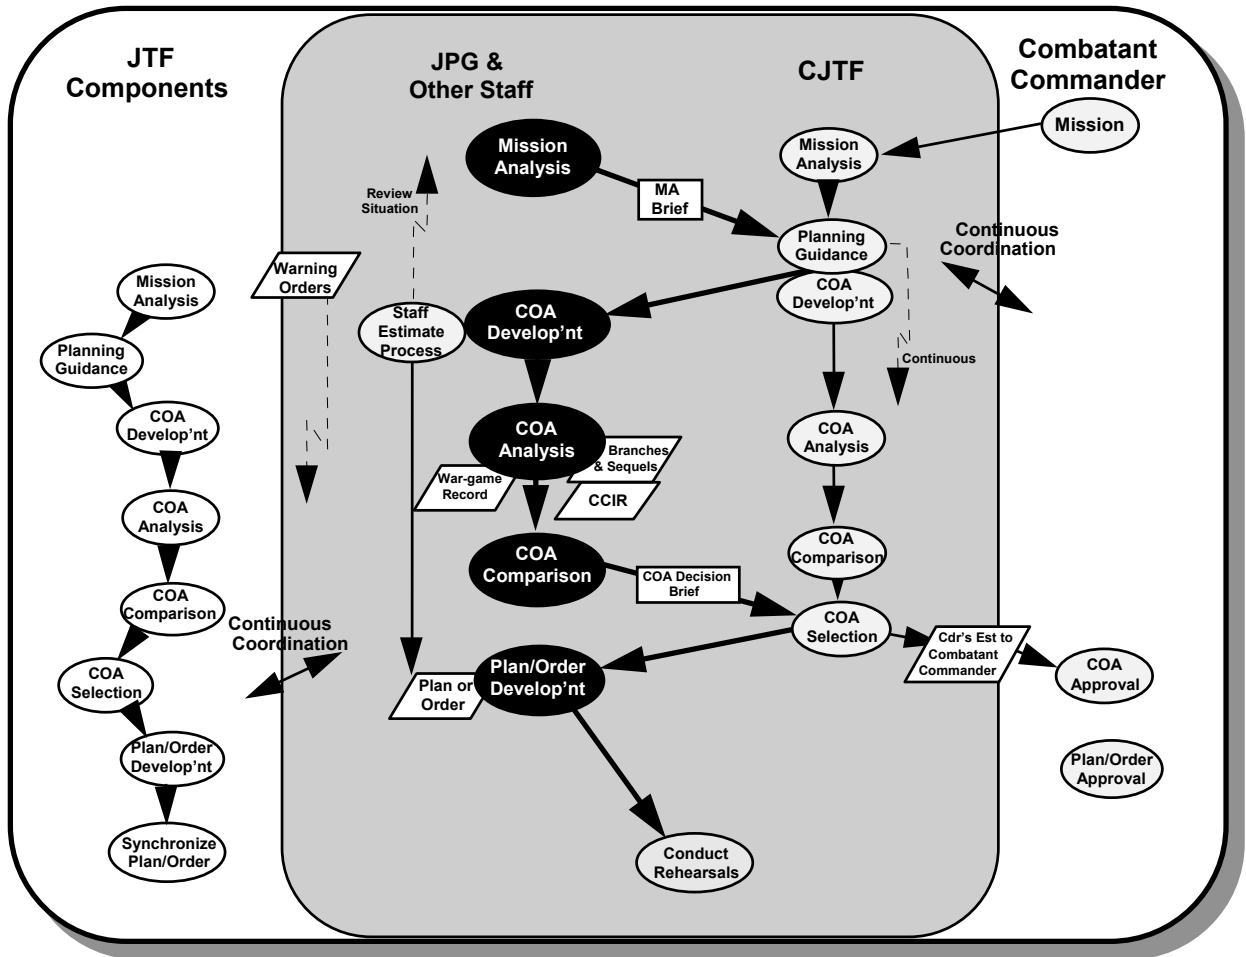 JTF
Components
JPG &
Other Staff
CJTF
Combatant
Commander
Mission
Mission
Analysis
Mission
Analysis
MA
Brief
Review
Situation
Planning
Guidance
Continuous
Coordination
Warning
Orders
Mission
Analysis
COA
Develop'nt
Staff
Estimate
Process
COA
Develop'nt
Planning
Guidance
Continuous
COA
Develop'nt
COA
Analysis
COA
Analysis
Branches
& Sequels
War-game
Record
CCIR
COA
Analysis
COA
Comparison
COA
Comparison
COA Decision
Brief
COA
Comparison
COA
Selection
Continuous
Coordination
Cdr's Est to
Combatant
Commander
COA
Approval
COA
Selection
Plan or
Order
Plan/Order
Develop'nt
Plan/Order
Develop'nt
Plan/Order
Approval
Synchronize
Plan/Order
Conduct
Rehearsals